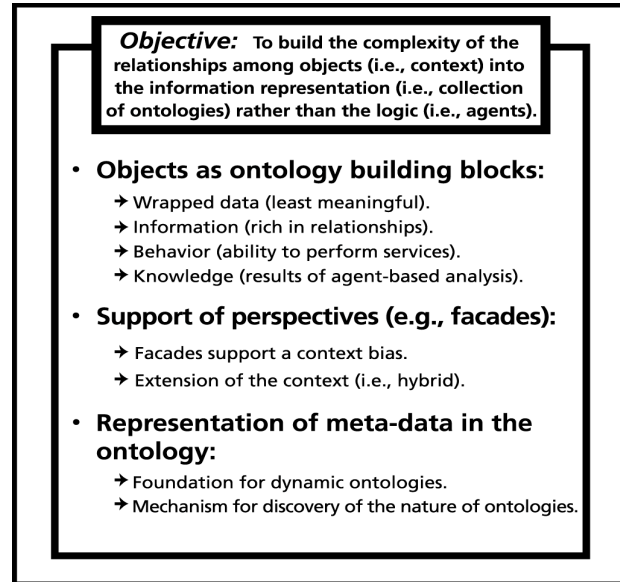 Objective: To build the complexity of the
relationships among objects (i.e., context) into
the information representation (i.e., collection
of ontologies) rather than the logic (i.e., agents).
• Objects as ontology building blocks:
➔ Wrapped data (least meaningful).
➔ Information (rich in relationships).
➔ Behavior (ability to perform services).
➔ Knowledge (results of agent-based analysis).
• Support of perspectives (e.g., facades):
➔ Facades support a context bias.
➔ Extension of the context (i.e., hybrid).
• Representation of meta-data in the
ontology:
➔ Foundation for dynamic ontologies.
➔ Mechanism for discovery of the nature of ontologies.